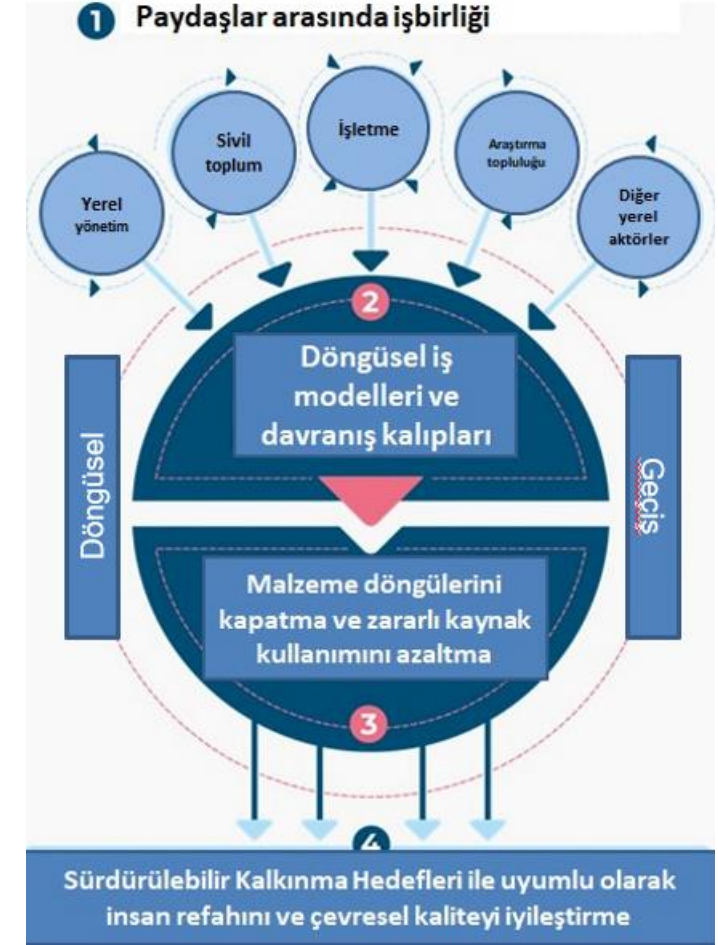 1 Paydaşlar arasında işbirliği
Yerel
yönetim
Sivil
toplum
İşletme
Araştırma
topluluğu
Diğer
yerel
aktörler
2
Döngüsel iş
modelleri ve
davranış kalıpları
Döngüsel
Geçiş
Malzeme döngülerini
kapatma ve zararlı kaynak
kullanımını azaltma
3
4
Sürdürülebilir Kalkınma Hedefleri ile uyumlu olarak
insan refahını ve çevresel kaliteyi iyileştirme